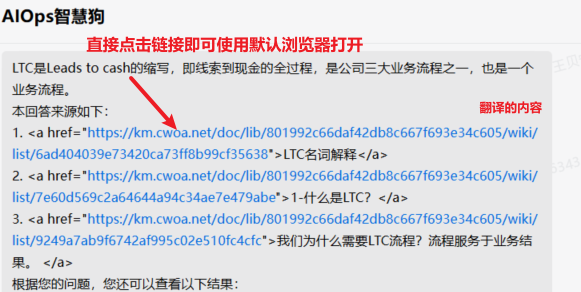 AIOps智慧狗
直接点击链接即可使用默认浏览器打开
LTC是Leads to cash的缩写，即线索到现金的全过程，是公司三大业务流程之一，也是一个
业务流程。
本回答来源如下：
翻译的内容
1. <a href="https://km.cwoa.net/doc/lib/801992c66daf42db8c667f693e34c605/wiki/
list/6ad404039e73420ca73ff8b99cf35638">LTC名词解释</a>
2. <a href="https://km.cwoa.net/doc/lib/801992c66daf42db8c667f693e34c605/wiki/
list/7e60d569c2a64644a94c34ae7e479abe">1-什么是LTC？</a>
3. <a href="https://km.cwoa.net/doc/lib/801992c66daf42db8c667f693e34c605/wiki/
list/9249a7ab9f6742af995c02e510fc4cfc">我们为什么需要LTC流程？流程服务于业务结
果。 </a>
根据您的问题，您还可以查看以下结果：